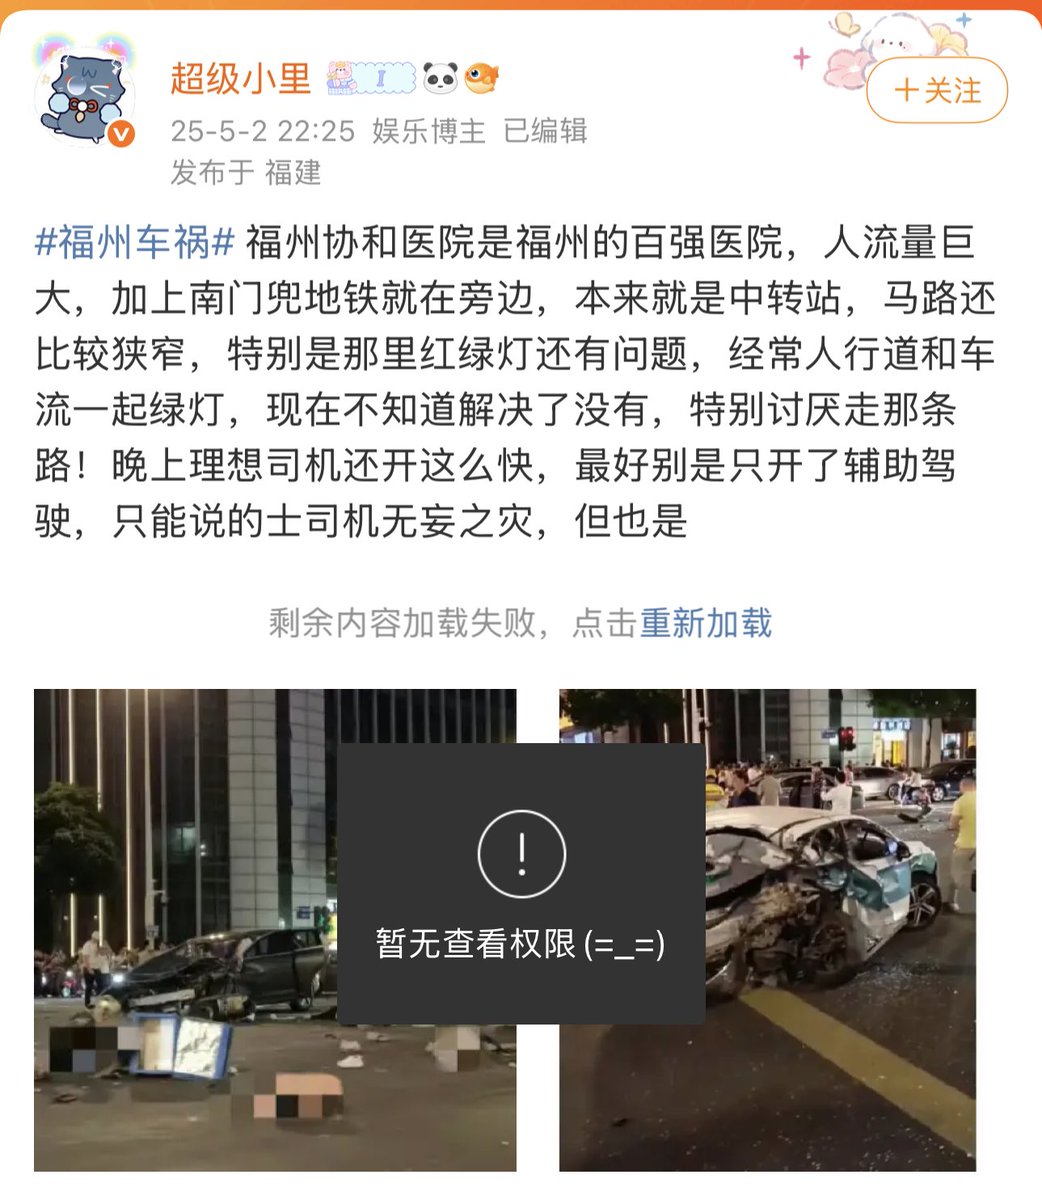 超级小里
＋关注
25-5-2 22:25 娱乐博主 已编辑
发布于 福建
#福州车祸# 福州协和医院是福州的百强医院，人流量巨
大，加上南门兜地铁就在旁边，本来就是中转站，马路还
比较狭窄，特别是那里红绿灯还有问题，经常人行道和车
流一起绿灯，现在不知道解决了没有，特别讨厌走那条
路！晚上理想司机还开这么快，最好别是只开了辅助驾
驶，只能说的士司机无妄之灾，但也是
剩余内容加载失败，点击重新加载
暂无查看权限(=_=)